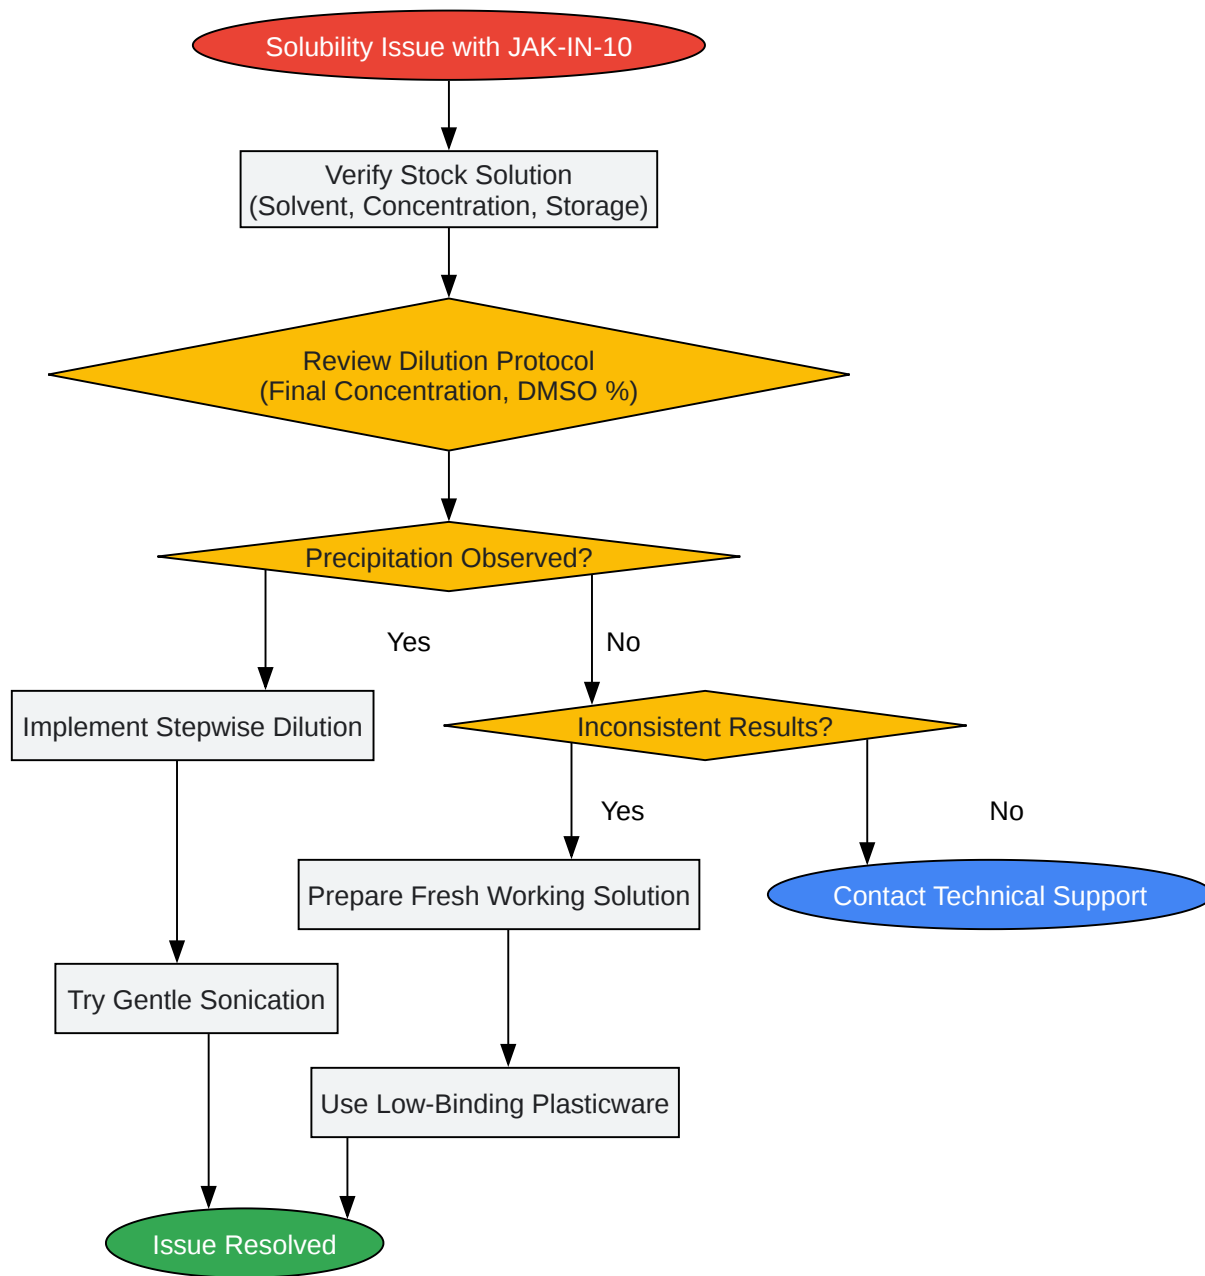 Solubility Issue with JAK-IN-10
Verify Stock Solution
(Solvent, Concentration, Storage)
Review Dilution Protocol
(Final Concentration, DMSO %)
Precipitation Observed?
Yes
No
Implement Stepwise Dilution
Inconsistent Results?
Yes
No
Prepare Fresh Working Solution
Contact Technical Support
Try Gentle Sonication
Use Low-Binding Plasticware
Issue Resolved